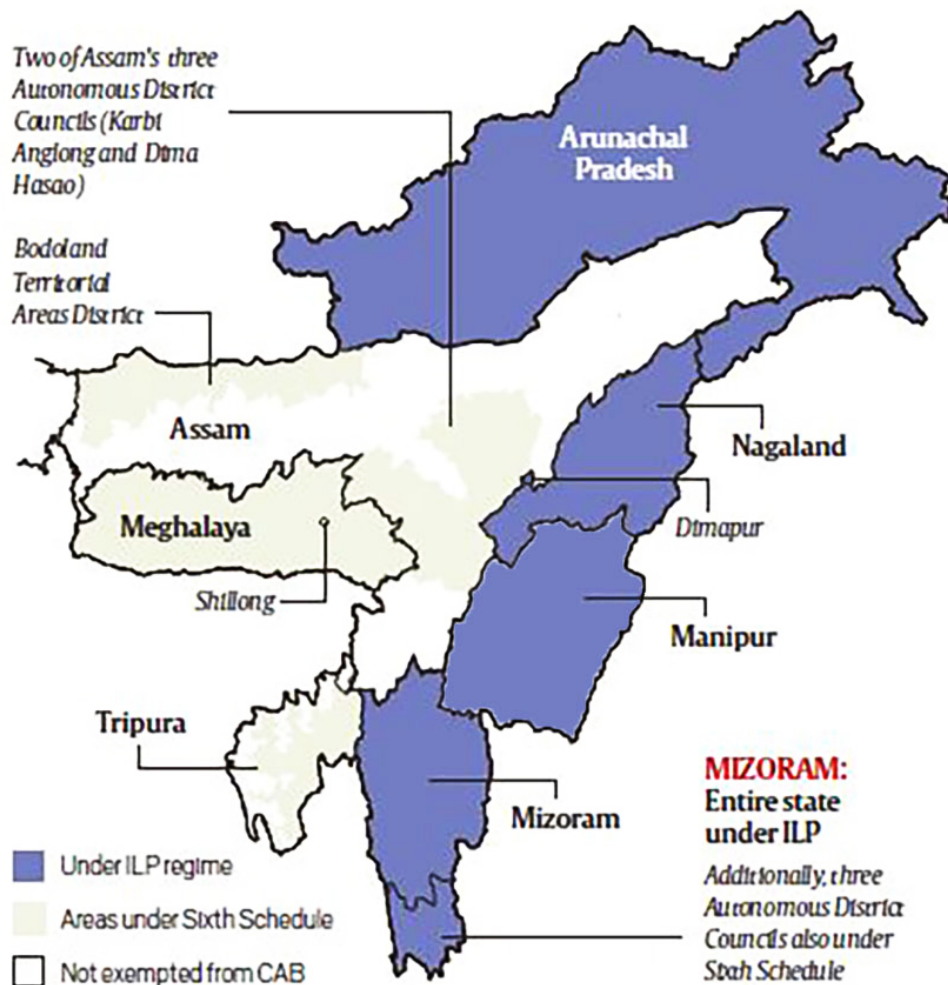 Two of Assam's three
Autonomous District
Councils (Karbi
Anglong and Dima
Hasao)
Arunachal
Pradesh
Bodoland
Territorial
Areas District
Assam
Nagaland
Meghalaya
Dimapur
Shillong
Manipur
Tripura
Mizoram
MIZORAM:
Entire state
under ILP
Additionally, three
Autonomous District
Councils also under
Sixah Schedule
Under ILP regime
Areas under Sixth Schedule
Not exempted from CAB